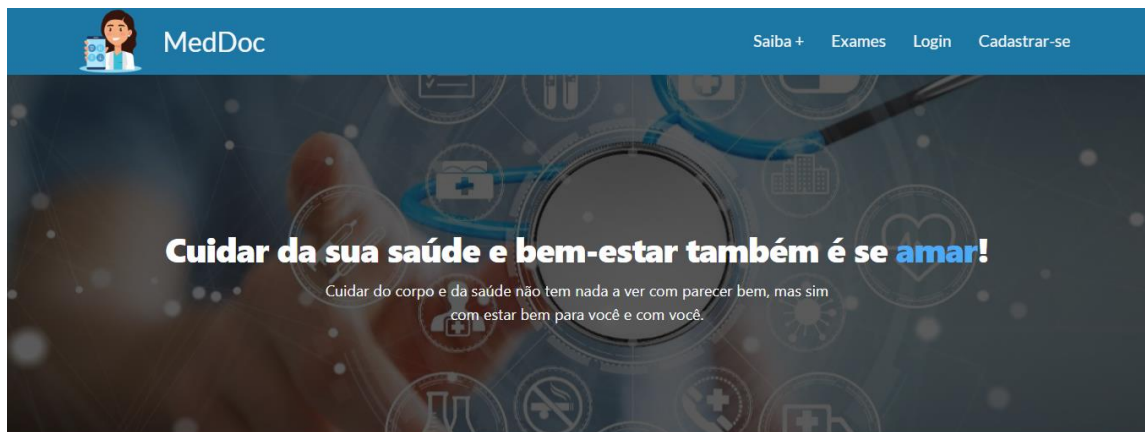 MedDoc
Saiba + Exames Login Cadastrar-se
Cuidar da sua saúde e bem-estar também é se amar!
Cuidar do corpo e da saúde não tem nada a ver com parecer bem, mas sim
com estar bem para você e com você.